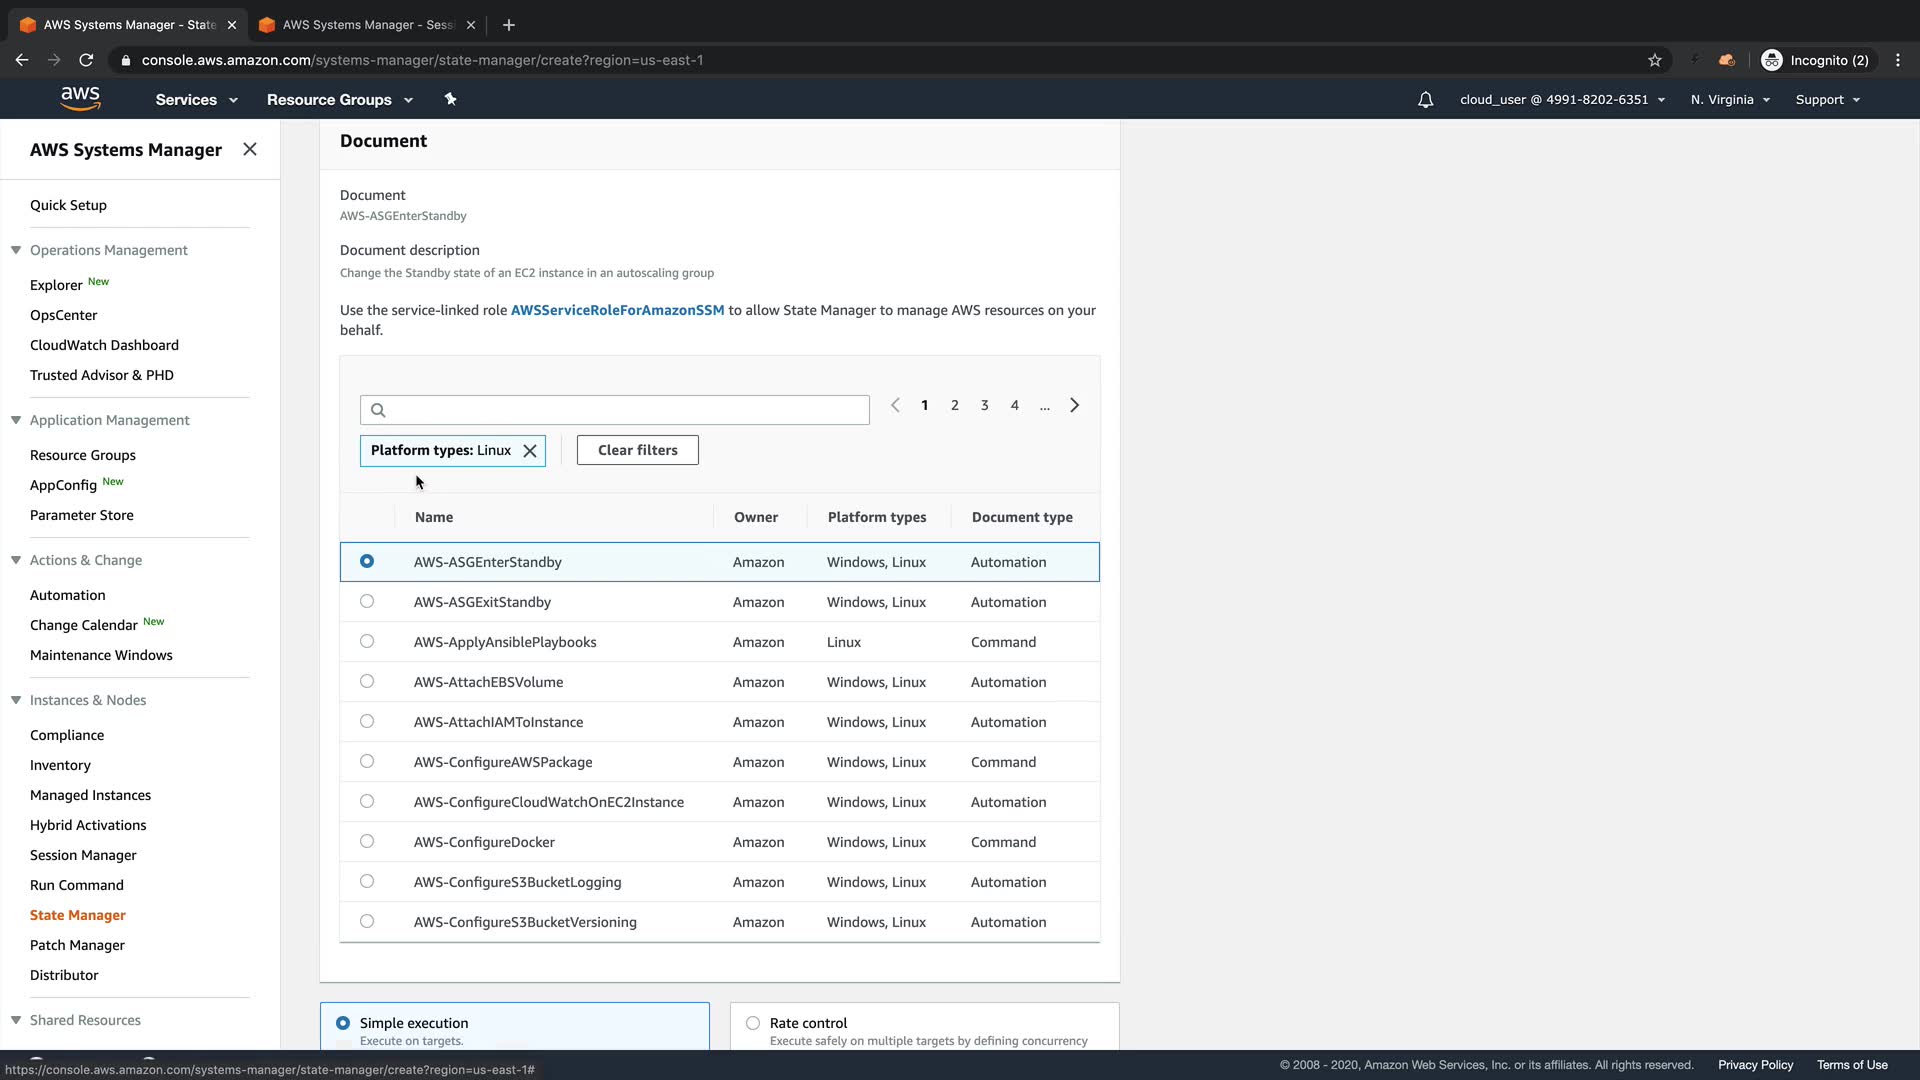 AWS Systems Manager - State
AWS Systems Manager - Sess
console.aws.amazon.com/systems-manager/state-manager/create?region=us-east-1
Incognito (2)
aws
Services
Resource Groups
cloud_user @ 4991-8202-6351
N. Virginia
Support
AWS Systems Manager
Quick Setup
Operations Management
Explorer New
OpsCenter
CloudWatch Dashboard
Trusted Advisor & PHD
Application Management
Resource Groups
AppConfig New
Parameter Store
Actions & Change
Automation
Change Calendar New
Maintenance Windows
Instances & Nodes
Compliance
Inventory
Managed Instances
Hybrid Activations
Session Manager
Run Command
State Manager
Patch Manager
Distributor
Shared Resources
Document
Document
AWS-ASGEnterStandby
Document description
Change the Standby state of an EC2 instance in an autoscaling group
Use the service-linked role AWSServiceRoleForAmazonSSM to allow State Manager to manage AWS resources on your
behalf.
1 2 3 4 ...
Platform types: Linux
Clear filters
Name Owner Platform types Document type
AWS-ASGEnterStandby Amazon Windows, Linux Automation
AWS-ASGExitStandby Amazon Windows, Linux Automation
AWS-ApplyAnsiblePlaybooks Amazon Linux Command
AWS-AttachEBSVolume Amazon Windows, Linux Automation
AWS-AttachIAMToInstance Amazon Windows, Linux Automation
AWS-ConfigureAWSPackage Amazon Windows, Linux Command
AWS-ConfigureCloudWatchOnEC2Instance Amazon Windows, Linux Automation
AWS-ConfigureDocker Amazon Windows, Linux Command
AWS-ConfigureS3BucketLogging Amazon Windows, Linux Automation
AWS-ConfigureS3BucketVersioning Amazon Windows, Linux Automation
Simple execution
Execute on targets.
Rate control
Execute safely on multiple targets by defining concurrency
https://console.aws.amazon.com/systems-manager/state-manager/create?region=us-east-1#
© 2008 - 2020, Amazon Web Services, Inc. or its affiliates. All rights reserved.
Privacy Policy
Terms of Use